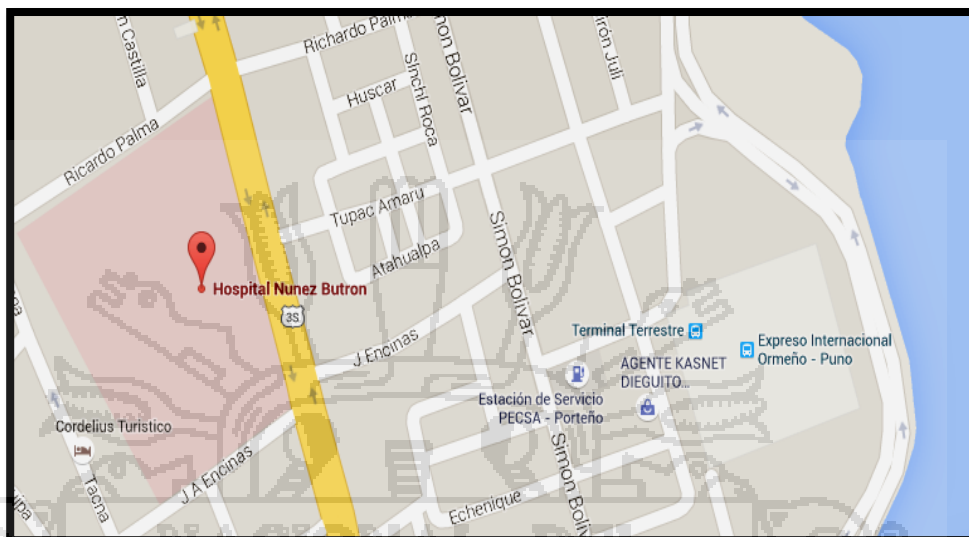 n Castilla
Richardo Palma
Simon Bolivar
irón Juli
Huscar
Sinchi Roca
Ricardo Palma
Tupac Amaru
Atahualpa
Simon Bolivar
Hospital Nunez Butron
3S
J Encinas
Terminal Terrestre
Expreso Internacional
Ormeño - Puno
AGENTE KASNET
DIEGUITO...
Estación de Servicio
PECSA - Porteño
Cordelius Turistico
Simon Bolivar
J.A Encinas
Tacna
Echenique